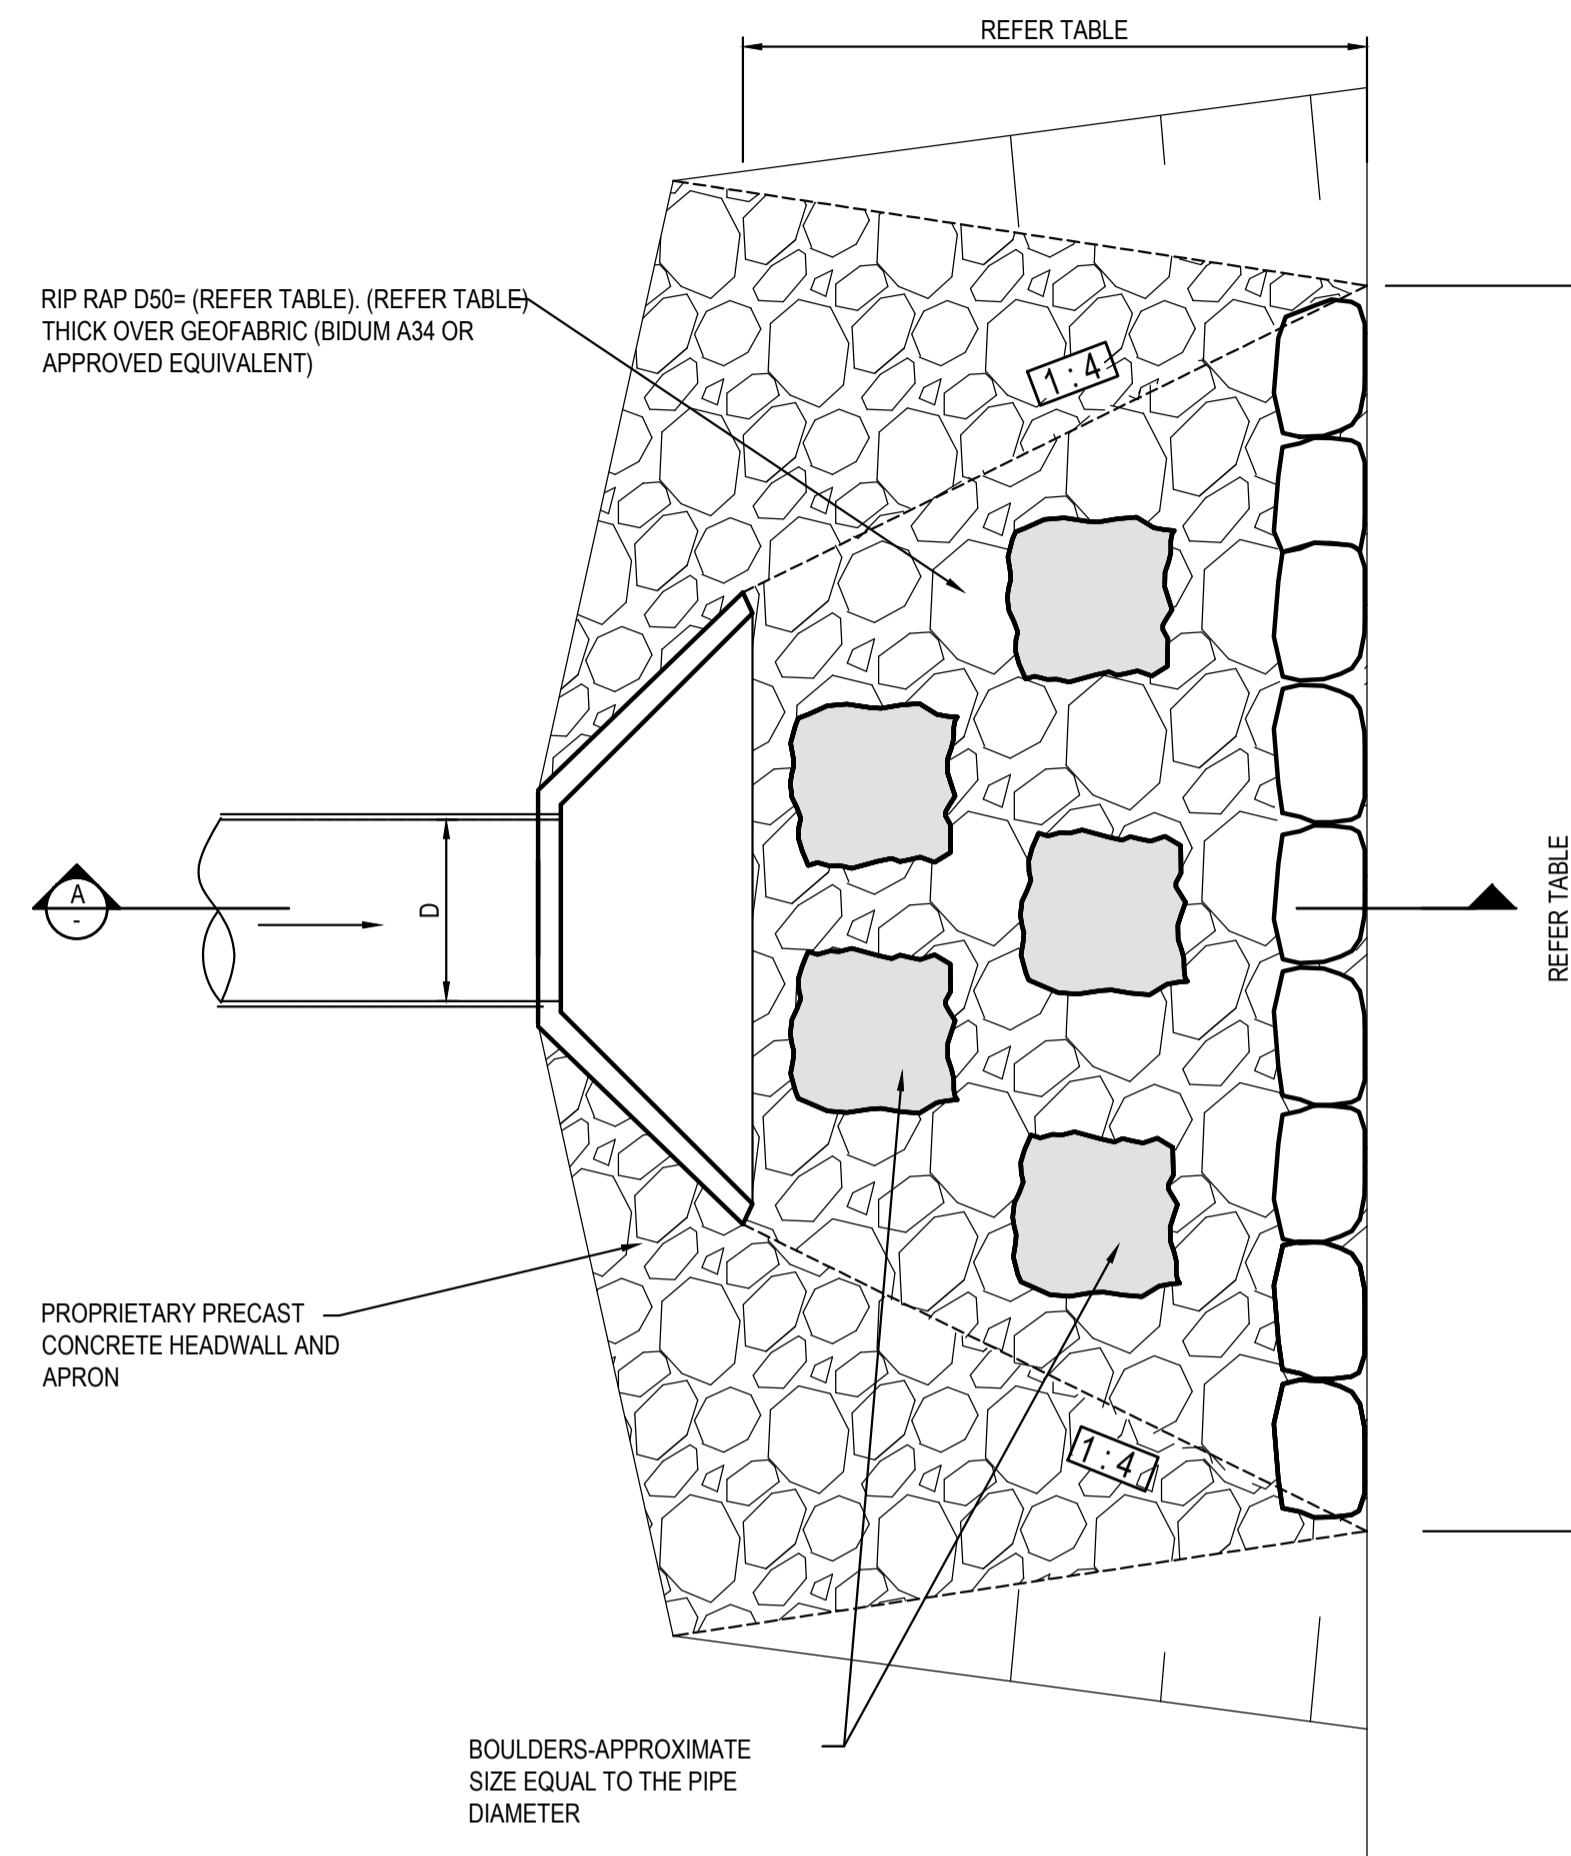 REFER TABLE
RIP RAP D50= (REFER TABLE). (REFER TABLE)
THICK OVER GEOFABRIC (BIDUM A34 OR
APPROVED EQUIVALENT)
1 : 4
A
-
D
REFER TABLE
PROPRIETARY PRECAST
CONCRETE HEADWALL AND
APRON
1 : 4
BOULDERS-APPROXIMATE
SIZE EQUAL TO THE PIPE
DIAMETER